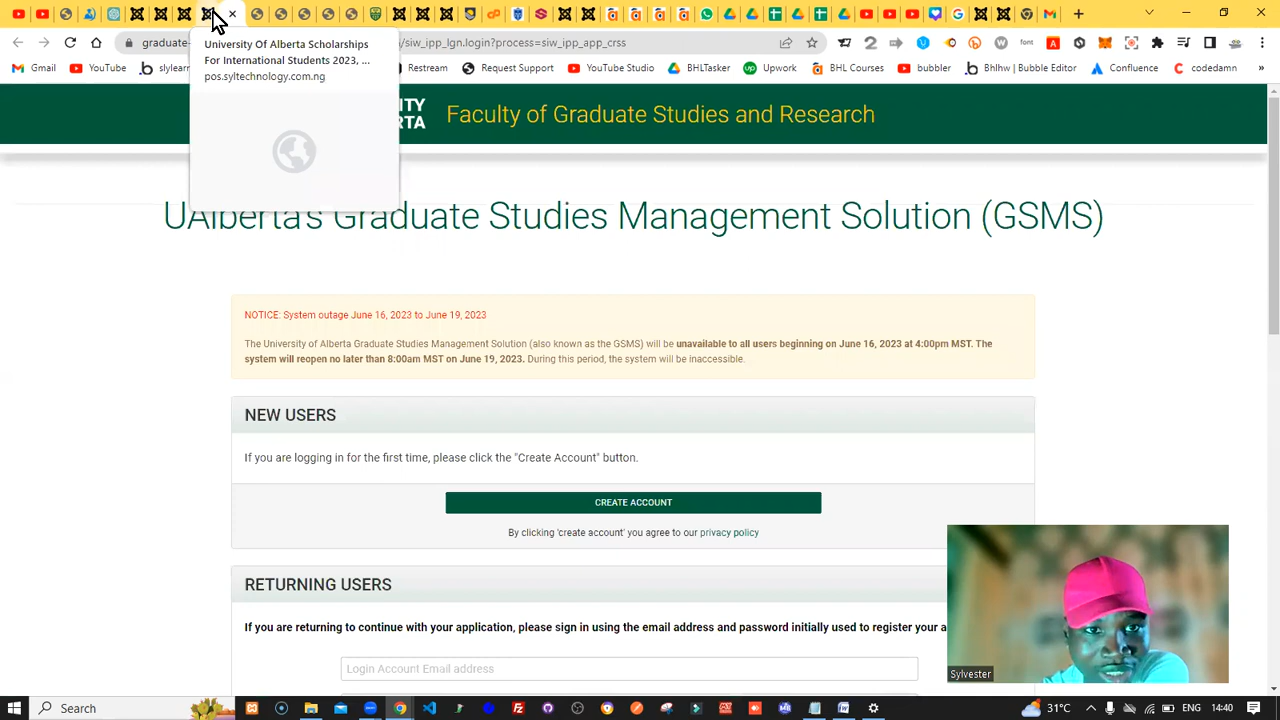 graduate-
/siw_ipp_lgn.login?process=siw_ipp_app_crss
Gmail
YouTube
slylearn
Restream
Request Support
YouTube Studio
BHLTasker
Upwork
BHL Courses
bubbler
Bhlhw | Bubble Editor
Confluence
codedamn
»
University Of Alberta Scholarships
For International Students 2023, ...
pos.syltechnology.com.ng
Faculty of Graduate Studies and Research
UAlberta's Graduate Studies Management Solution (GSMS)
NOTICE: System outage June 16, 2023 to June 19, 2023
The University of Alberta Graduate Studies Management Solution (also known as the GSMS) will be unavailable to all users beginning on June 16, 2023 at 4:00pm MST. The
system will reopen no later than 8:00am MST on June 19, 2023. During this period, the system will be inaccessible.
NEW USERS
If you are logging in for the first time, please click the "Create Account" button.
CREATE ACCOUNT
By clicking 'create account' you agree to our privacy policy
RETURNING USERS
If you are returning to continue with your application, please sign in using the email address and password initially used to register your a
Login Account Email address
Sylvester
Search
31°C
ENG
14:40